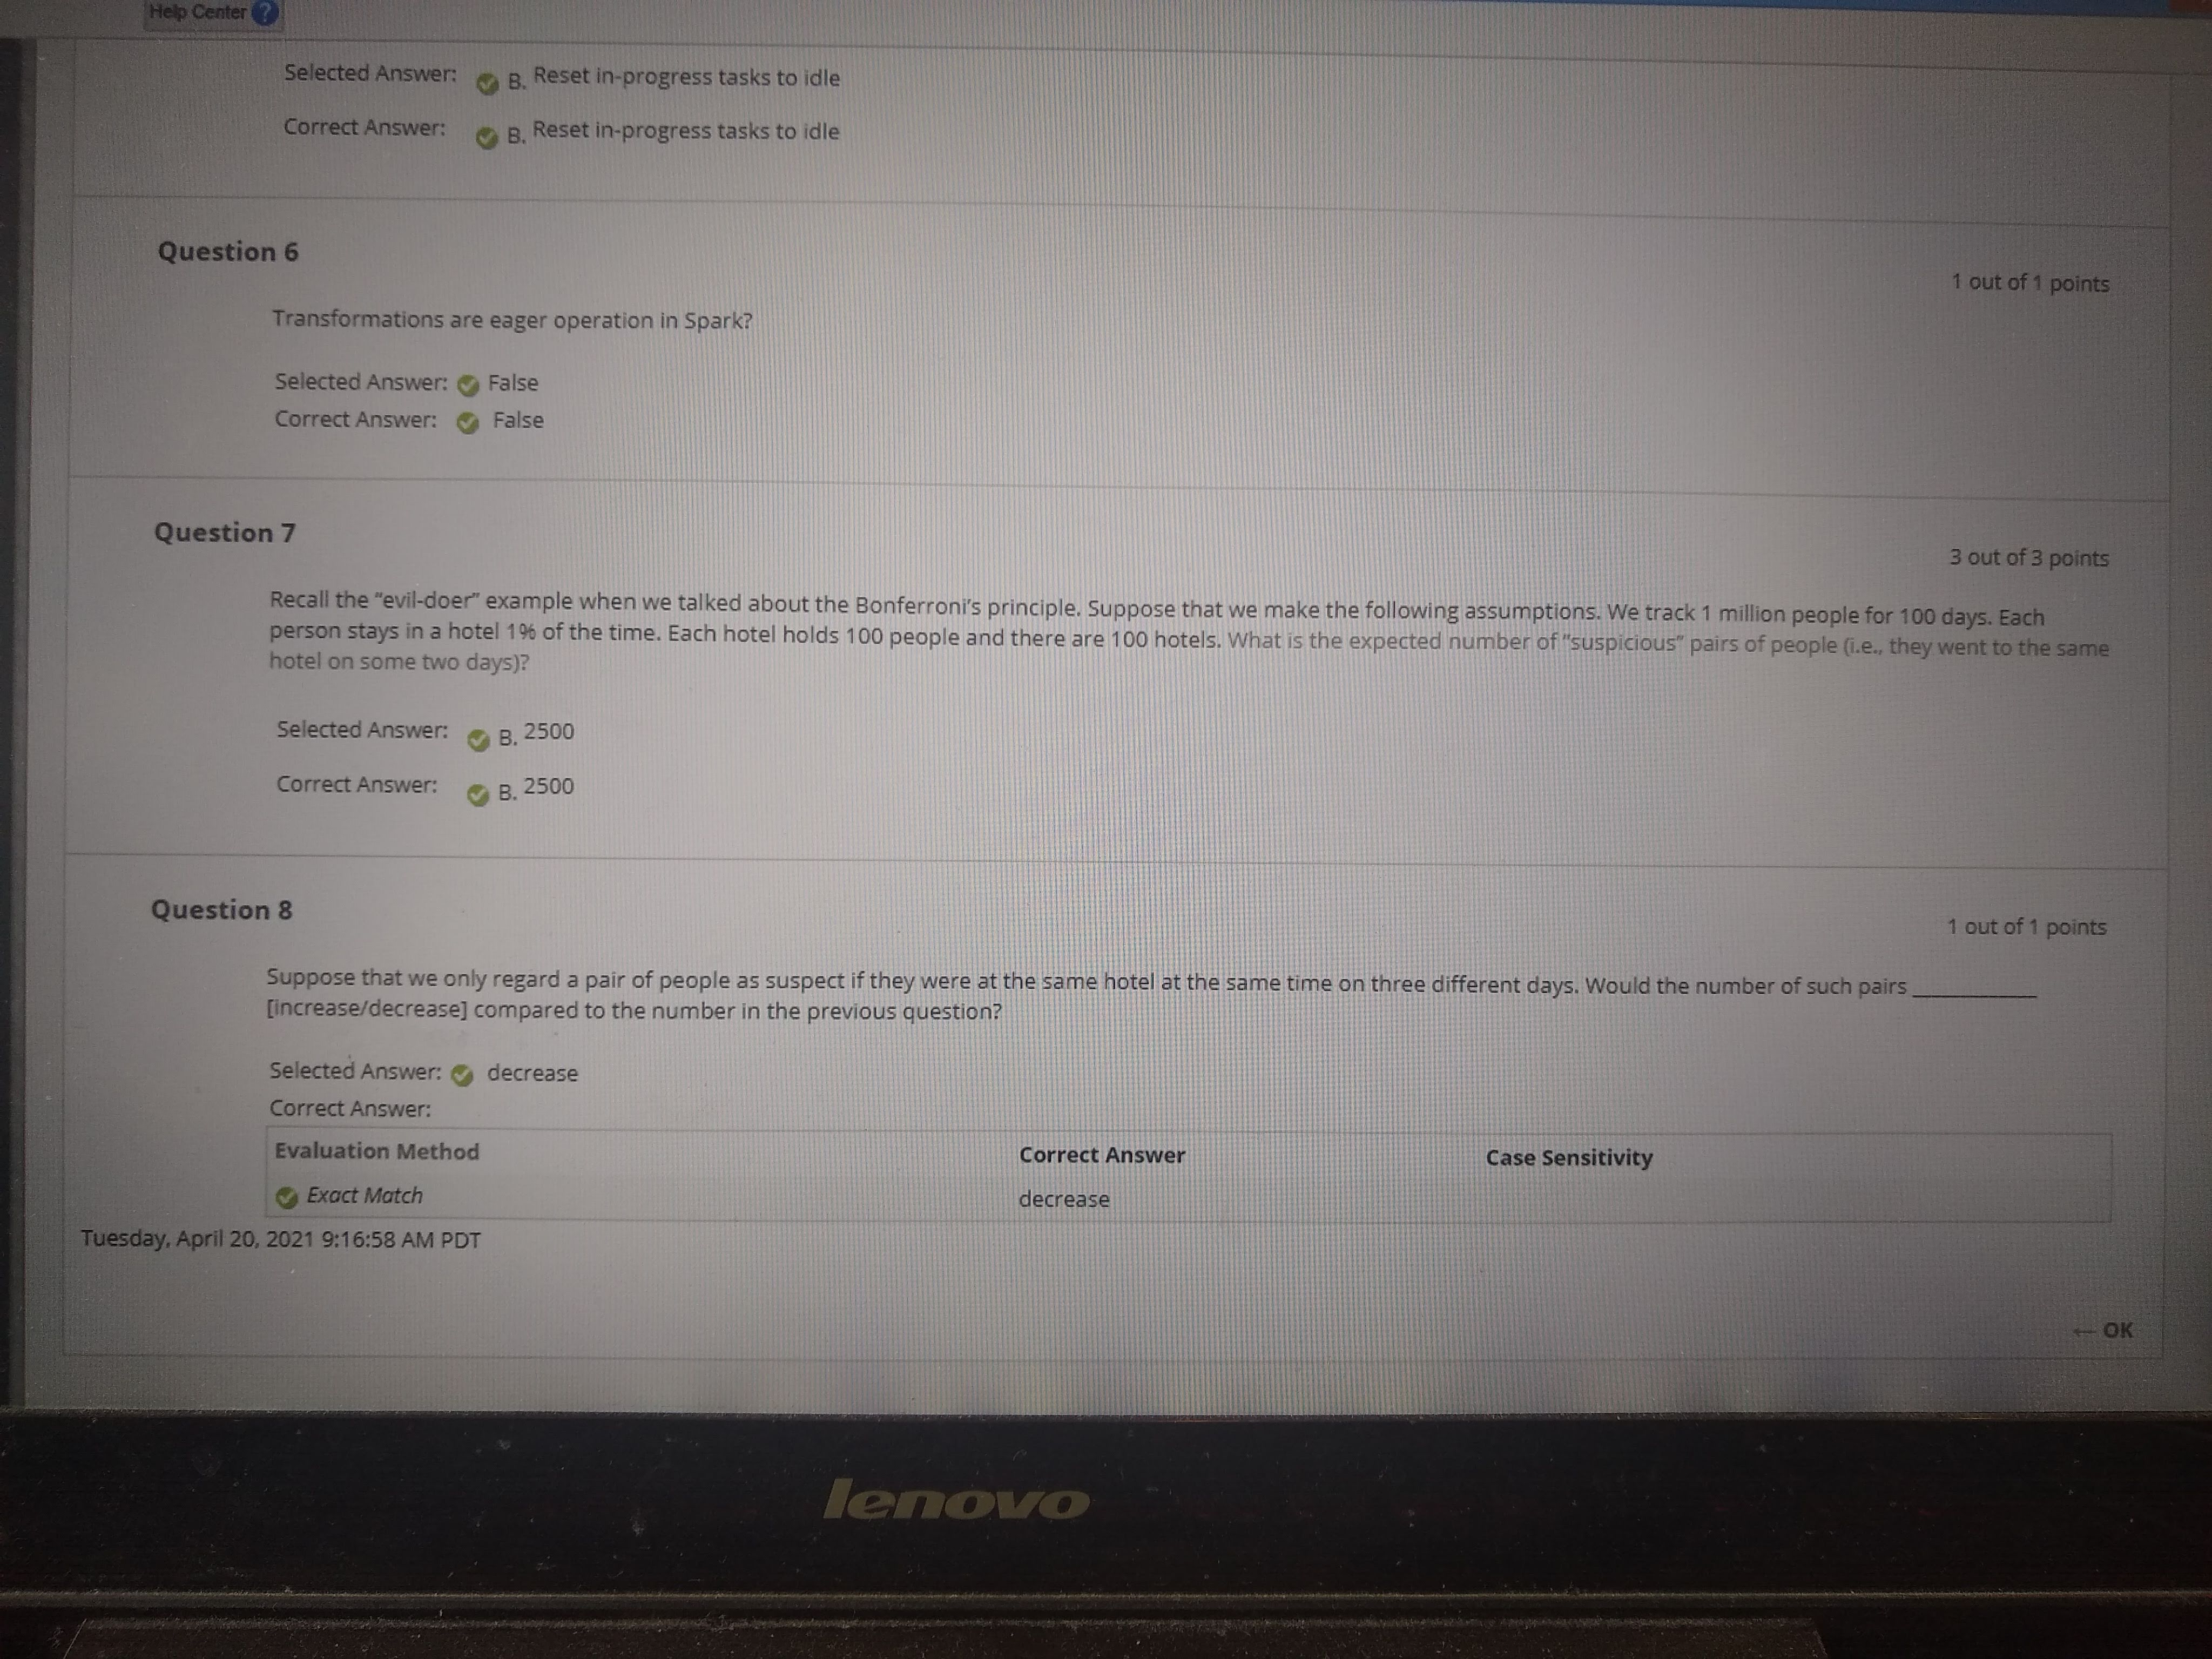 Help Center ?
Selected Answer: B. Reset in-progress tasks to idle
Correct Answer: B. Reset in-progress tasks to idle
Question 6
1 out of 1 points
Transformations are eager operation in Spark?
Selected Answer: False
Correct Answer: False
Question 7
3 out of 3 points
Recall the “evil-doer” example when we talked about the Bonferroni’s principle. Suppose that we make the following assumptions. We track 1 million people for 100 days. Each
person stays in a hotel 1% of the time. Each hotel holds 100 people and there are 100 hotels. What is the expected number of “suspicious” pairs of people (i.e., they went to the same
hotel on some two days)?
Selected Answer: B. 2500
Correct Answer: B. 2500
Question 8
1 out of 1 points
Suppose that we only regard a pair of people as suspect if they were at the same hotel at the same time on three different days. Would the number of such pairs __________
[increase/decrease] compared to the number in the previous question?
Selected Answer: decrease
Correct Answer:
Evaluation Method Correct Answer Case Sensitivity
Exact Match decrease
Tuesday, April 20, 2021 9:16:58 AM PDT
← OK
lenovo